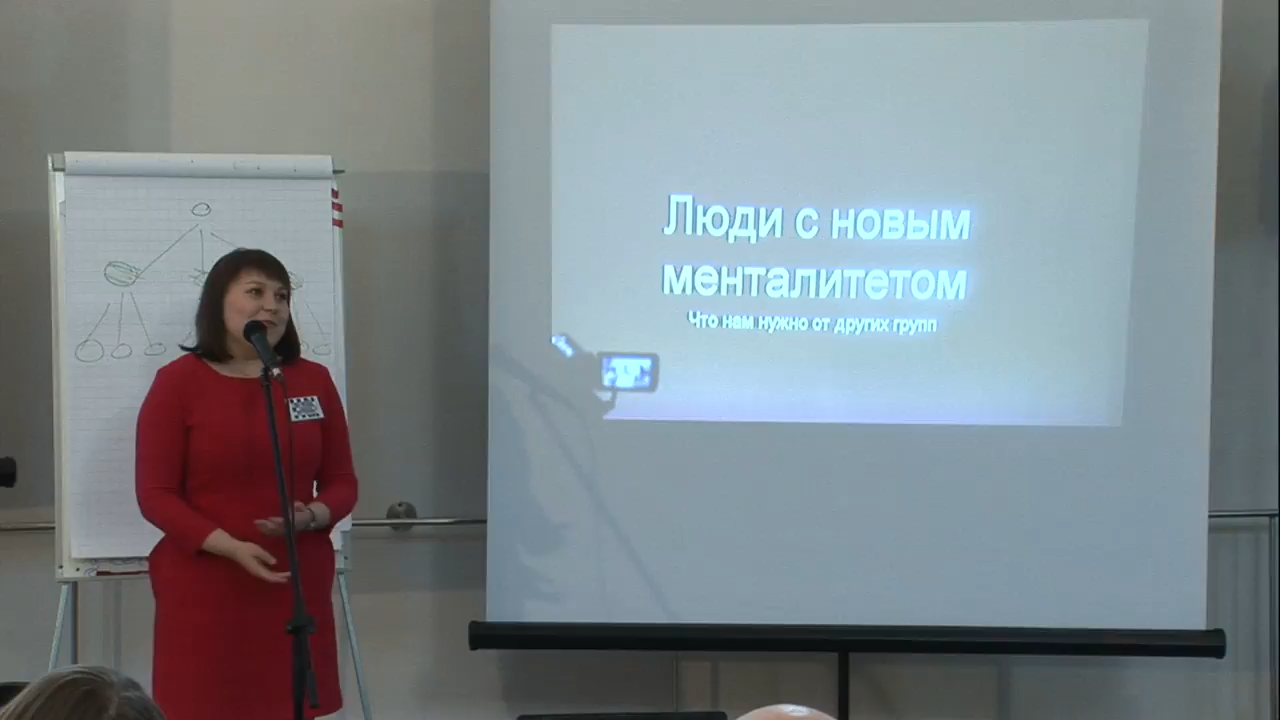 Люди с новым
менталитетом
Что нам нужно от других групп